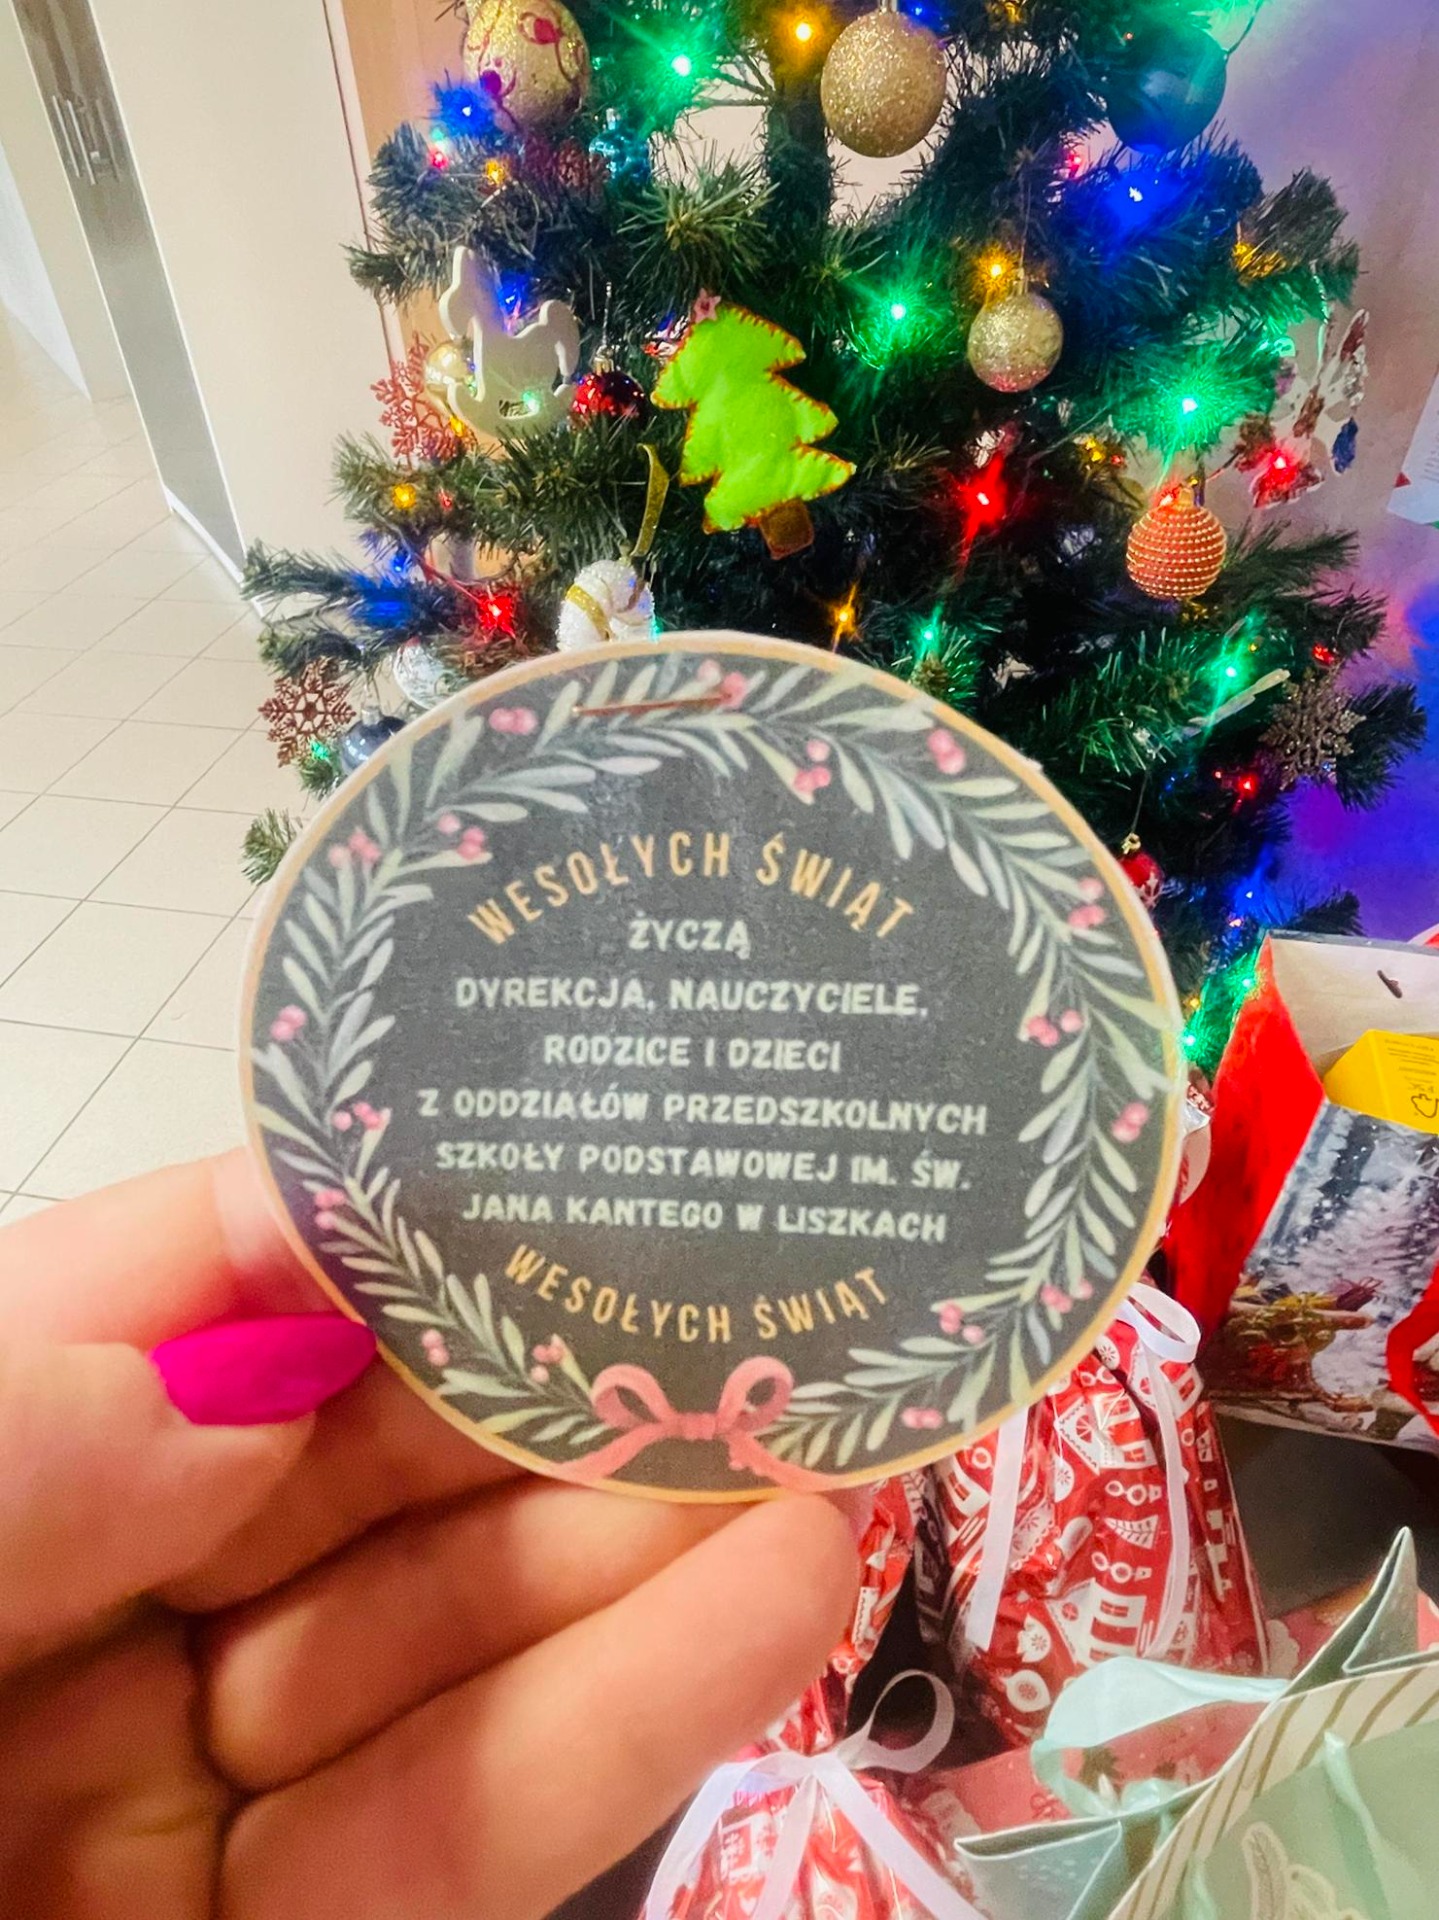 WESOŁYCH ŚWIĄT
ŻYCZĄ
DYREKCJA, NAUCZYCIELE,
RODZICE I DZIECI
Z ODDZIAŁÓW PRZEDSZKOLNYCH
SZKOŁY PODSTAWOWEJ IM. ŚW.
JANA KANTEGO W LISZKACH
WESOŁYCH ŚWIĄT